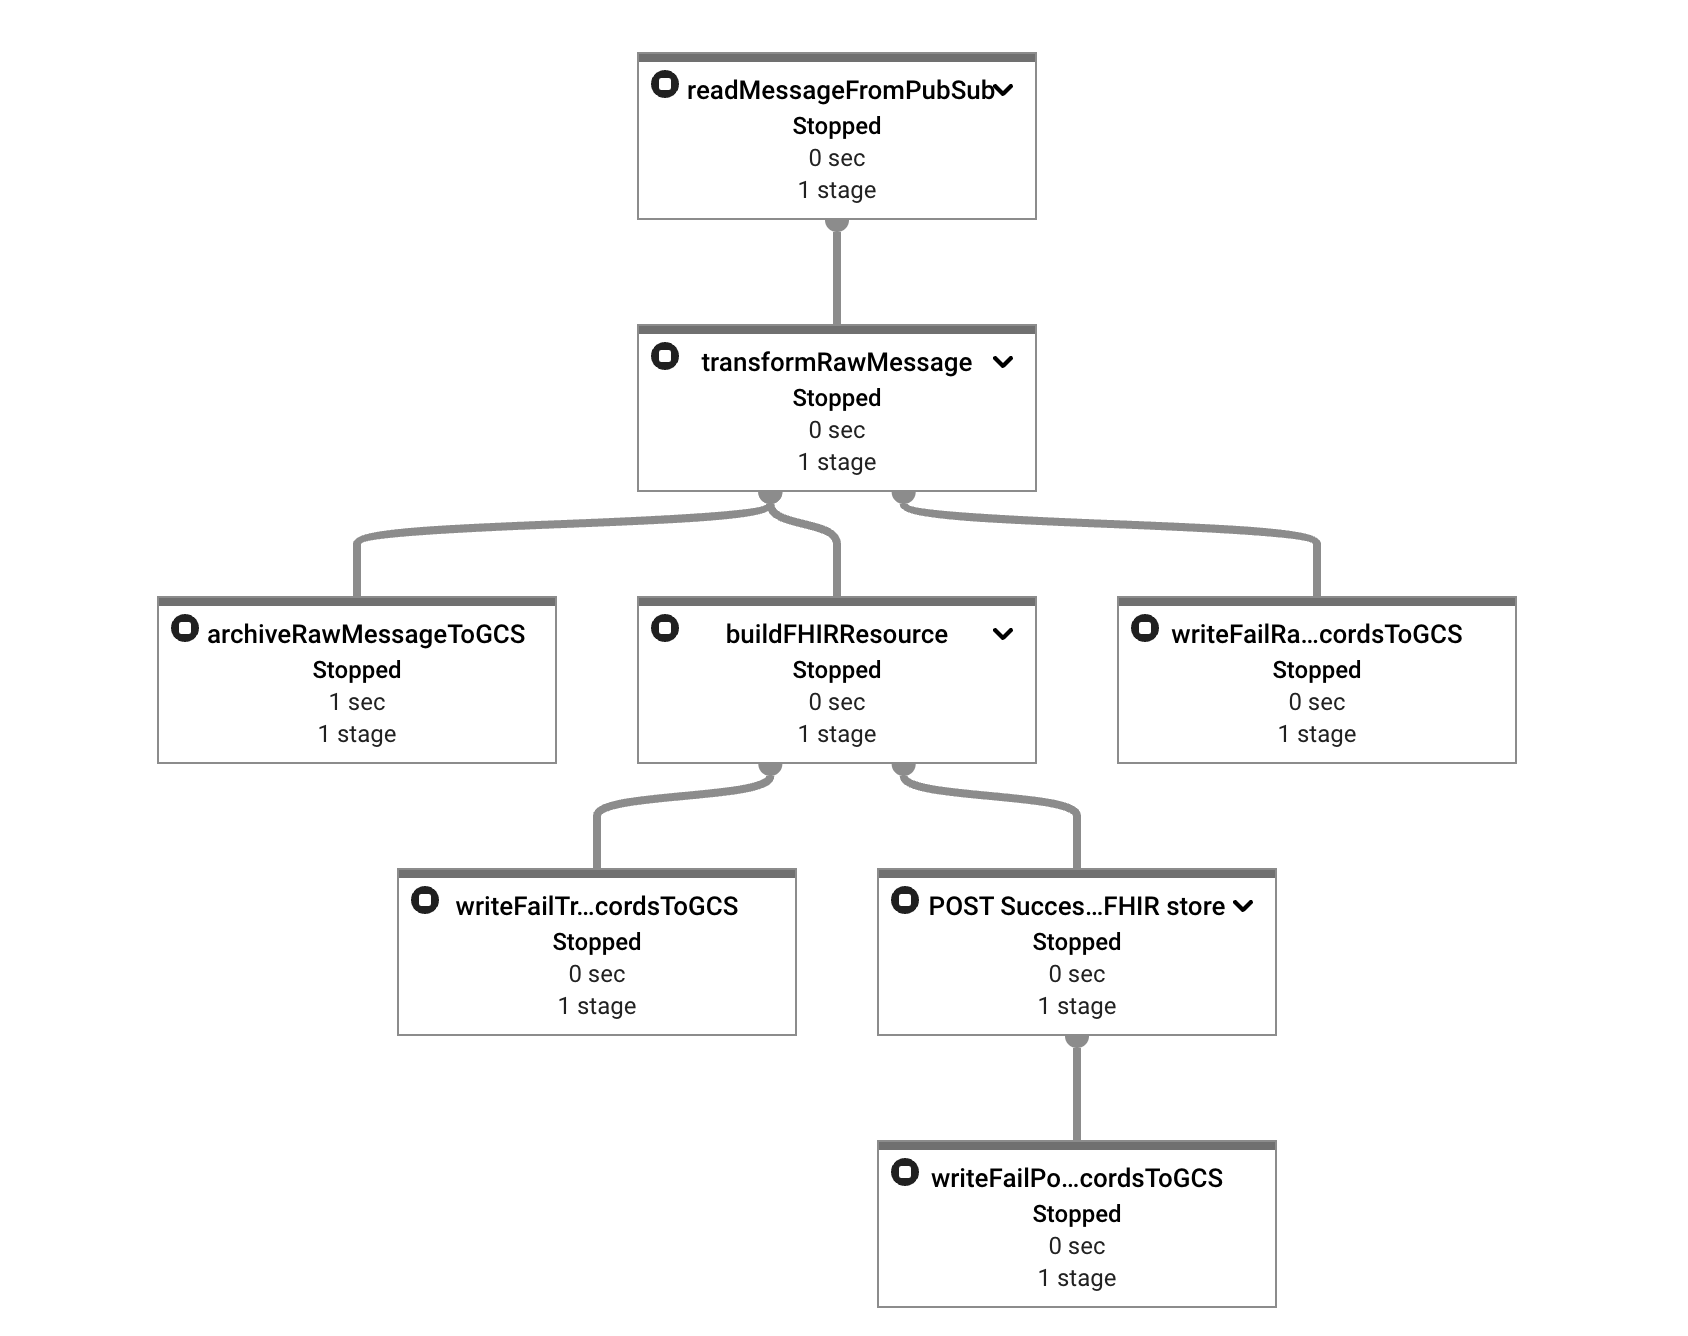 readMessageFromPubSub
Stopped
0 sec
1 stage
transformRawMessage
Stopped
0 sec
1 stage
archiveRawMessageToGCS
Stopped
1 sec
1 stage
buildFHIRResource
Stopped
0 sec
1 stage
writeFailRa...cordsToGCS
Stopped
0 sec
1 stage
writeFailTr...cordsToGCS
Stopped
0 sec
1 stage
POST Succes...FHIR store
Stopped
0 sec
1 stage
writeFailPo...cordsToGCS
Stopped
0 sec
1 stage